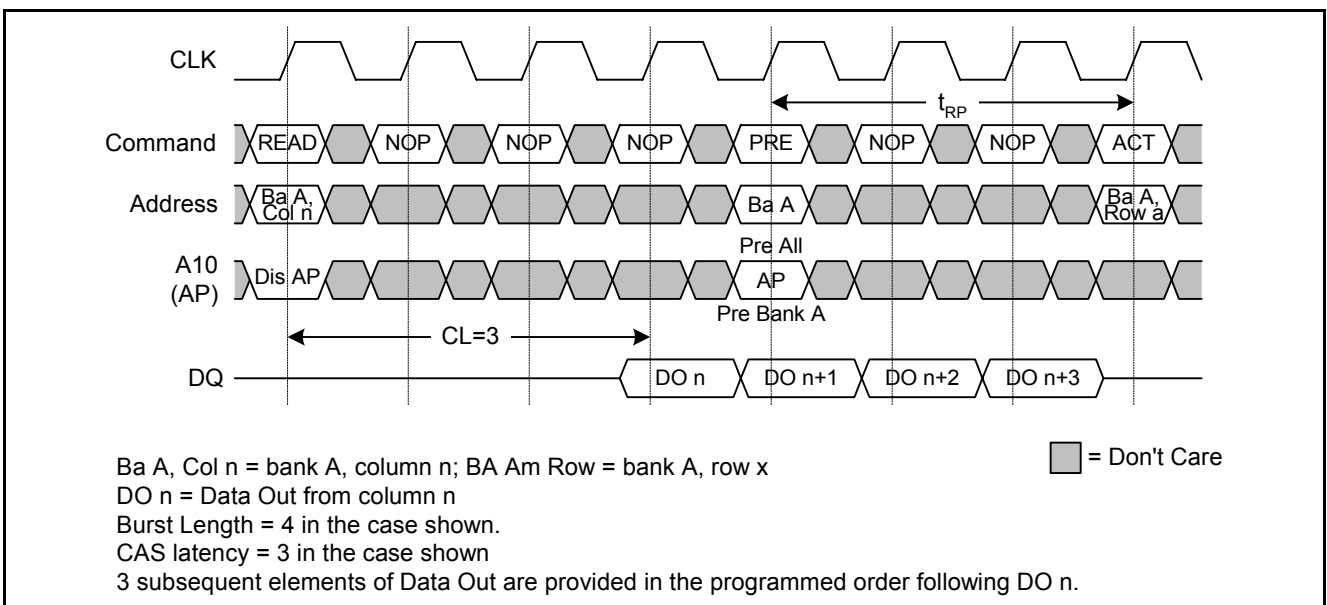 CLK
tRP
Command READ NOP NOP NOP PRE NOP NOP ACT
Address Ba A, Col n Ba A Ba A, Row a
Pre All
A10 (AP) Dis AP AP
Pre Bank A
CL=3
DQ DO n DO n+1 DO n+2 DO n+3
Ba A, Col n = bank A, column n; BA Am Row = bank A, row x
= Don't Care
DO n = Data Out from column n
Burst Length = 4 in the case shown.
CAS latency = 3 in the case shown
3 subsequent elements of Data Out are provided in the programmed order following DO n.